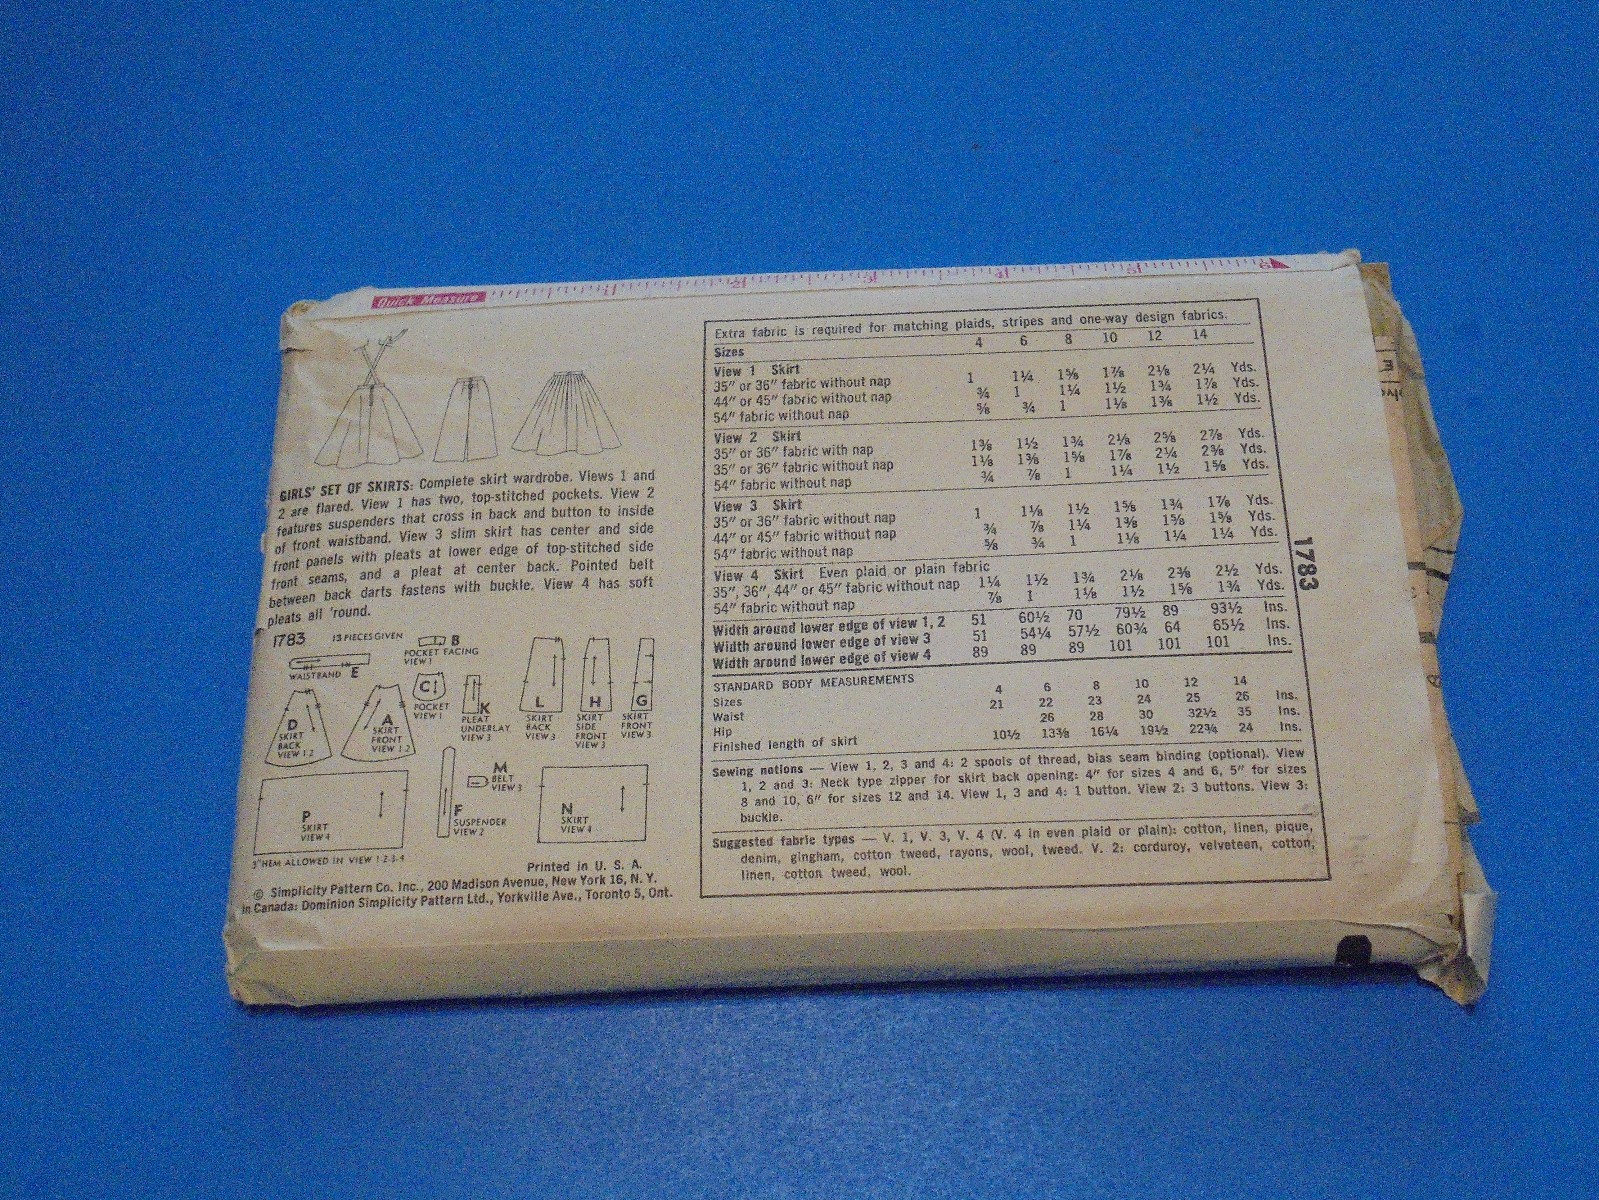 Quick Measure
1 2 3 4 5 6
GIRLS' SET OF SKIRTS: Complete skirt wardrobe. Views 1 and
2 are flared. View 1 has two, top-stitched pockets. View 2
features suspenders that cross in back and button to inside
of front waistband. View 3 slim skirt has center and side
front panels with pleats at lower edge of top-stitched side
front seams, and a pleat at center back. Pointed belt
between back darts fastens with buckle. View 4 has soft
pleats all 'round.
1783 13 PIECES GIVEN
B
POCKET FACING
VIEW 1
WAISTBAND E
D
SKIRT
BACK
VIEW 1-2
A
SKIRT
FRONT
VIEW 1-2
C
POCKET
VIEW 1
K
PLEAT
UNDERLAY
VIEW 3
L
SKIRT
BACK
VIEW 3
H
SKIRT
SIDE
FRONT
VIEW 3
G
SKIRT
FRONT
VIEW 3
P
SKIRT
VIEW 4
F
SUSPENDER
VIEW 2
M
BELT
VIEW 3
N
SKIRT
VIEW 4
3" HEM ALLOWED IN VIEW 1-2-3-4
Printed in U. S. A.
© Simplicity Pattern Co. Inc., 200 Madison Avenue, New York 16, N. Y.
In Canada: Dominion Simplicity Pattern Ltd., Yorkville Ave., Toronto 5, Ont.
Extra fabric is required for matching plaids, stripes and one-way design fabrics.
Sizes 4 6 8 10 12 14
View 1 Skirt
35" or 36" fabric without nap 1 1¼ 1⅝ 1⅞ 2⅛ 2¼ Yds.
44" or 45" fabric without nap ¾ 1 1¼ 1½ 1¾ 1⅞ Yds.
54" fabric without nap ⅝ ¾ 1 1⅛ 1⅜ 1½ Yds.
View 2 Skirt
35" or 36" fabric with nap 1⅜ 1½ 1¾ 2⅛ 2⅝ 2⅞ Yds.
35" or 36" fabric without nap 1⅛ 1⅜ 1⅝ 1⅞ 2¼ 2⅜ Yds.
54" fabric without nap ¾ ⅞ 1 1¼ 1½ 1⅝ Yds.
View 3 Skirt
35" or 36" fabric without nap 1 1⅛ 1½ 1⅝ 1¾ 1⅞ Yds.
44" or 45" fabric without nap ¾ ⅞ 1¼ 1⅜ 1⅝ 1⅝ Yds.
54" fabric without nap ⅝ ¾ 1 1⅛ 1¼ 1¼ Yds.
View 4 Skirt Even plaid or plain fabric
35", 36", 44" or 45" fabric without nap 1¼ 1½ 1¾ 2⅛ 2⅜ 2½ Yds.
54" fabric without nap ⅞ 1 1⅛ 1½ 1⅝ 1¾ Yds.
Width around lower edge of view 1, 2 51 60½ 70 79½ 89 93½ Ins.
Width around lower edge of view 3 51 54¼ 57½ 60¾ 64 65½ Ins.
Width around lower edge of view 4 89 89 89 101 101 101 Ins.
STANDARD BODY MEASUREMENTS
Sizes 4 6 8 10 12 14
Waist 21 22 23 24 25 26 Ins.
Hip 26 28 30 32½ 35 Ins.
Finished length of skirt 10½ 13⅜ 16¼ 19½ 22¾ 24 Ins.
Sewing notions — View 1, 2, 3 and 4: 2 spools of thread, bias seam binding (optional). View
1, 2 and 3: Neck type zipper for skirt back opening: 4" for sizes 4 and 6, 5" for sizes
8 and 10, 6" for sizes 12 and 14. View 1, 3 and 4: 1 button. View 2: 3 buttons. View 3:
buckle.
Suggested fabric types — V. 1, V. 3, V. 4 (V. 4 in even plaid or plain): cotton, linen, pique,
denim, gingham, cotton tweed, rayons, wool, tweed. V. 2: corduroy, velveteen, cotton,
linen, cotton tweed, wool.
1783